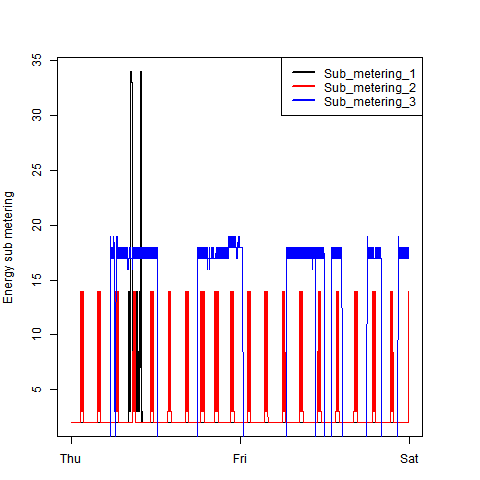 Sub_metering_1
Sub_metering_2
Sub_metering_3
Energy sub metering
35
30
25
20
15
10
5
Thu Fri Sat